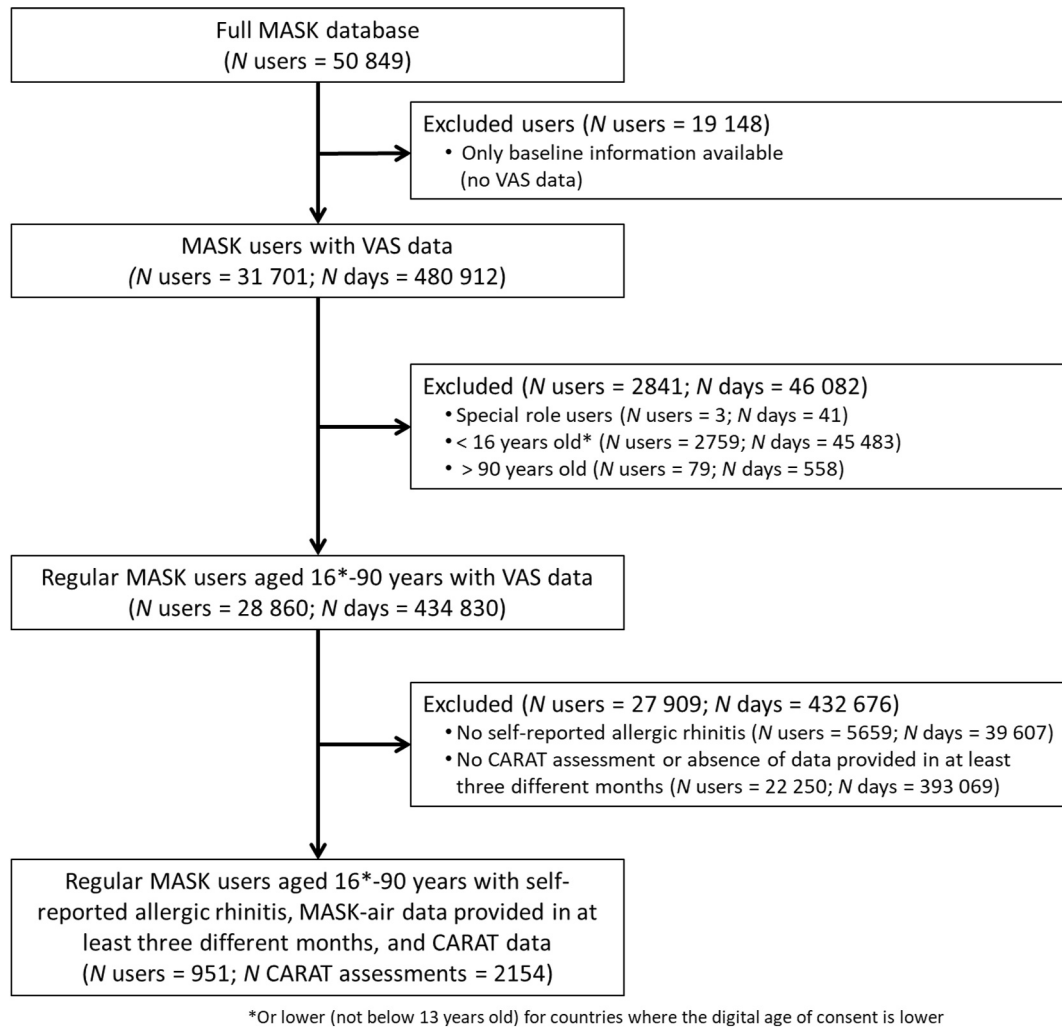 Full MASK database
(N users = 50 849)
Excluded users (N users = 19 148)
• Only baseline information available
(no VAS data)
MASK users with VAS data
(N users = 31 701; N days = 480 912)
Excluded (N users = 2841; N days = 46 082)
• Special role users (N users = 3; N days = 41)
• < 16 years old* (N users = 2759; N days = 45 483)
• > 90 years old (N users = 79; N days = 558)
Regular MASK users aged 16*-90 years with VAS data
(N users = 28 860; N days = 434 830)
Excluded (N users = 27 909; N days = 432 676)
• No self-reported allergic rhinitis (N users = 5659; N days = 39 607)
• No CARAT assessment or absence of data provided in at least
three different months (N users = 22 250; N days = 393 069)
Regular MASK users aged 16*-90 years with self-
reported allergic rhinitis, MASK-air data provided in at
least three different months, and CARAT data
(N users = 951; N CARAT assessments = 2154)
*Or lower (not below 13 years old) for countries where the digital age of consent is lower